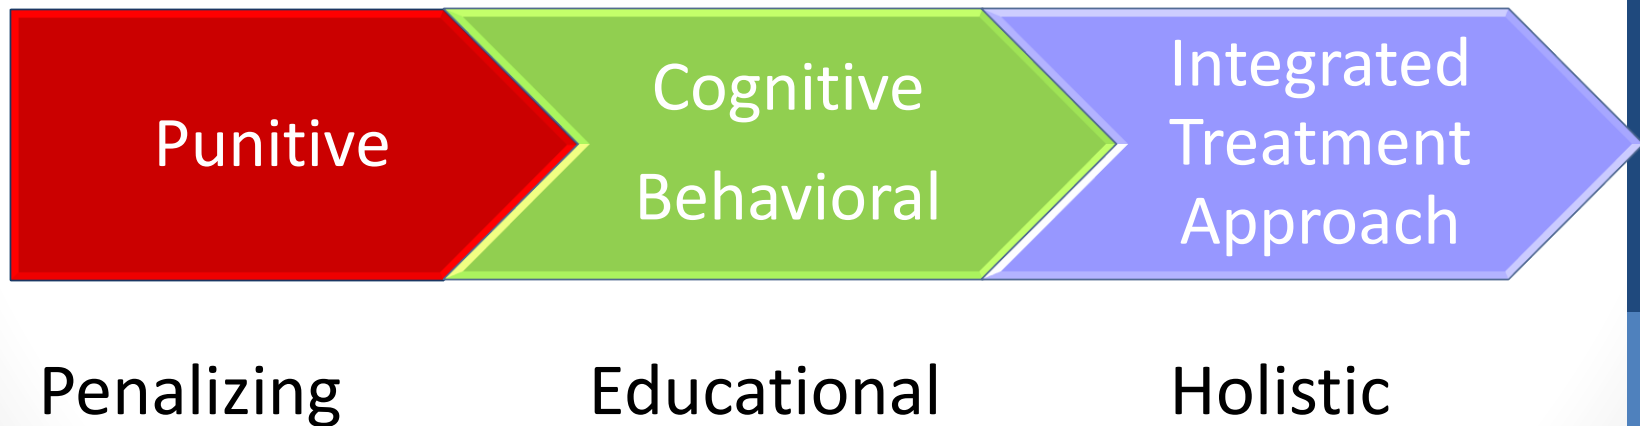 Punitive
Cognitive
Behavioral
Integrated
Treatment
Approach
Penalizing
Educational
Holistic